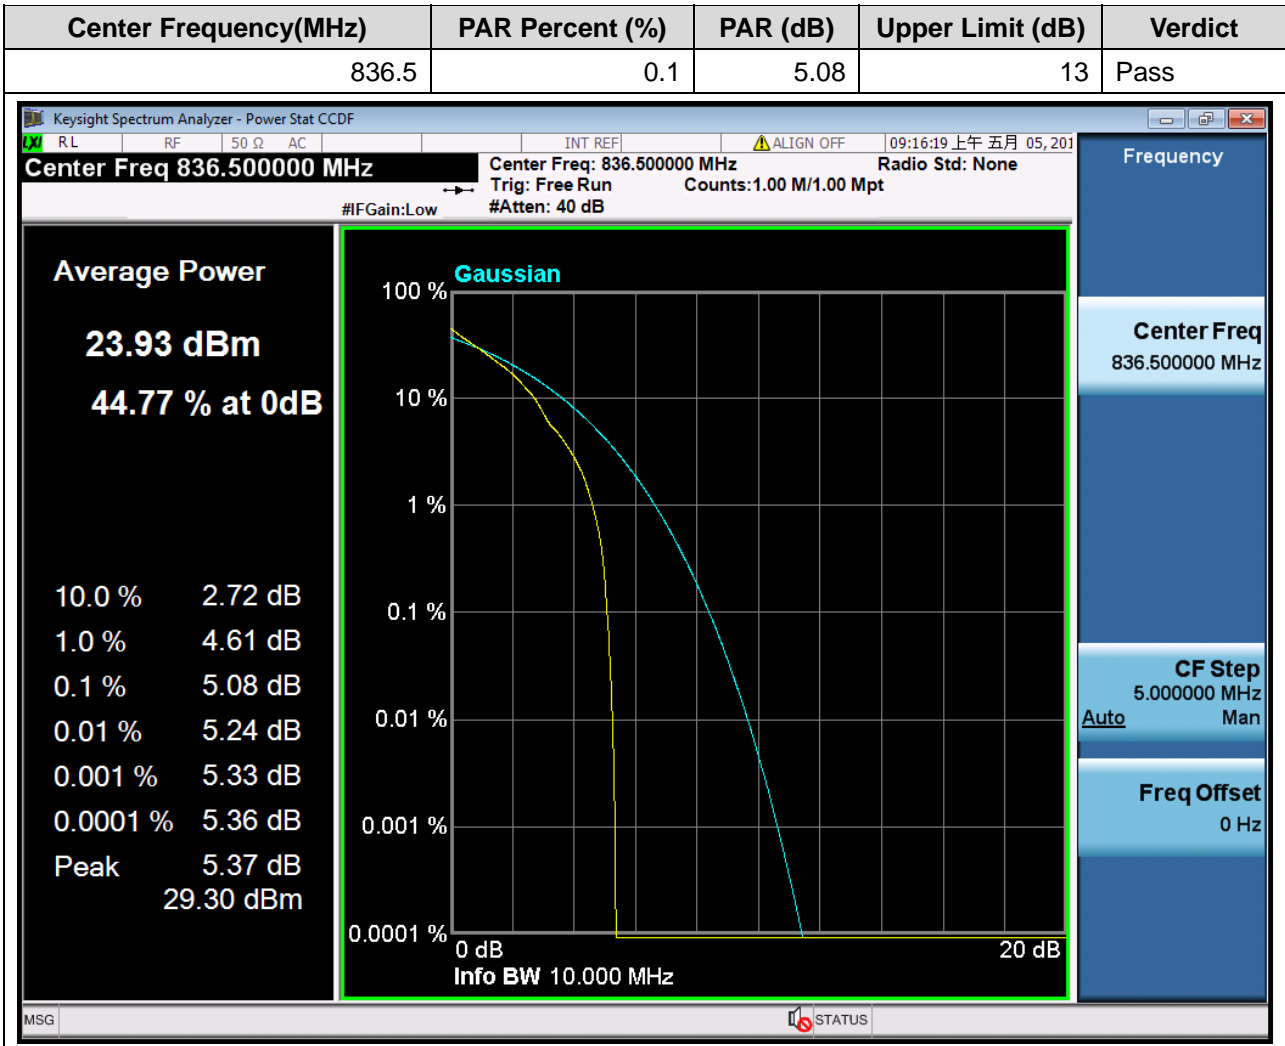 Center Frequency(MHz) PAR Percent (%) PAR (dB) Upper Limit (dB) Verdict
836.5 0.1 5.08 13 Pass
Keysight Spectrum Analyzer - Power Stat CCDF
LXI RL RF 50 Ω AC INT REF ALIGN OFF 09:16:19 上午 五月 05, 201
Center Freq 836.500000 MHz
Center Freq: 836.500000 MHz Radio Std: None
Trig: Free Run Counts:1.00 M/1.00 Mpt
#IFGain:Low #Atten: 40 dB
Average Power
23.93 dBm
44.77 % at 0dB
10.0 % 2.72 dB
1.0 % 4.61 dB
0.1 % 5.08 dB
0.01 % 5.24 dB
0.001 % 5.33 dB
0.0001 % 5.36 dB
Peak 5.37 dB
29.30 dBm
Gaussian
100 %
10 %
1 %
0.1 %
0.01 %
0.001 %
0.0001 %
0 dB 20 dB
Info BW 10.000 MHz
Frequency
Center Freq
836.500000 MHz
CF Step
5.000000 MHz
Auto Man
Freq Offset
0 Hz
MSG STATUS